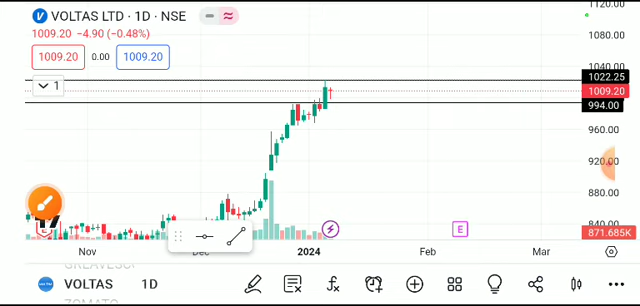 VOLTAS LTD · 1D · NSE
1009.20 −4.90 (−0.48%)
1009.20 0.00 1009.20
1
1120.00
1080.00
1040.00
1022.25
1009.20
994.00
960.00
920.00
880.00
840.00
871.685K
Nov Dec 2024 Feb Mar
E
VOLTAS 1D
ZOMATO